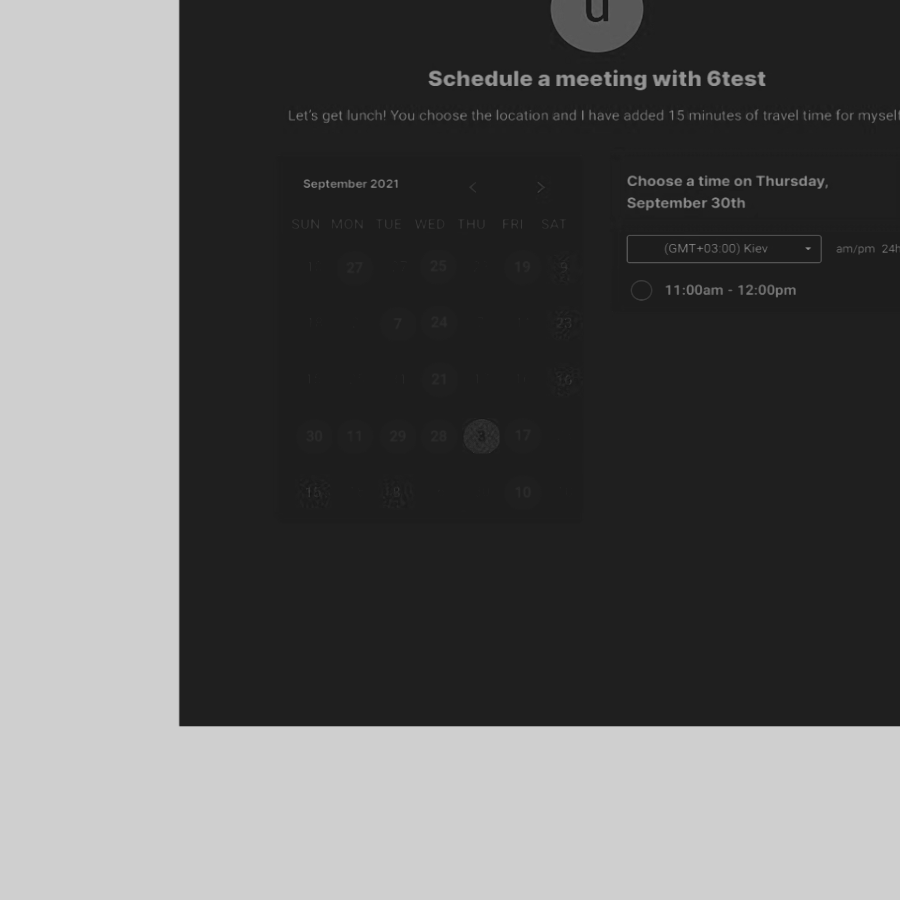 u
Schedule a meeting with 6test
Let's get lunch! You choose the location and I have added 15 minutes of travel time for myself
September 2021 < >
SUN MON TUE WED THU FRI SAT
27 25 19 9
7 24 23
21
30 11 29 28 3 17
15 18 10
Choose a time on Thursday,
September 30th
(GMT+03:00) Kiev am/pm 24h
11:00am - 12:00pm